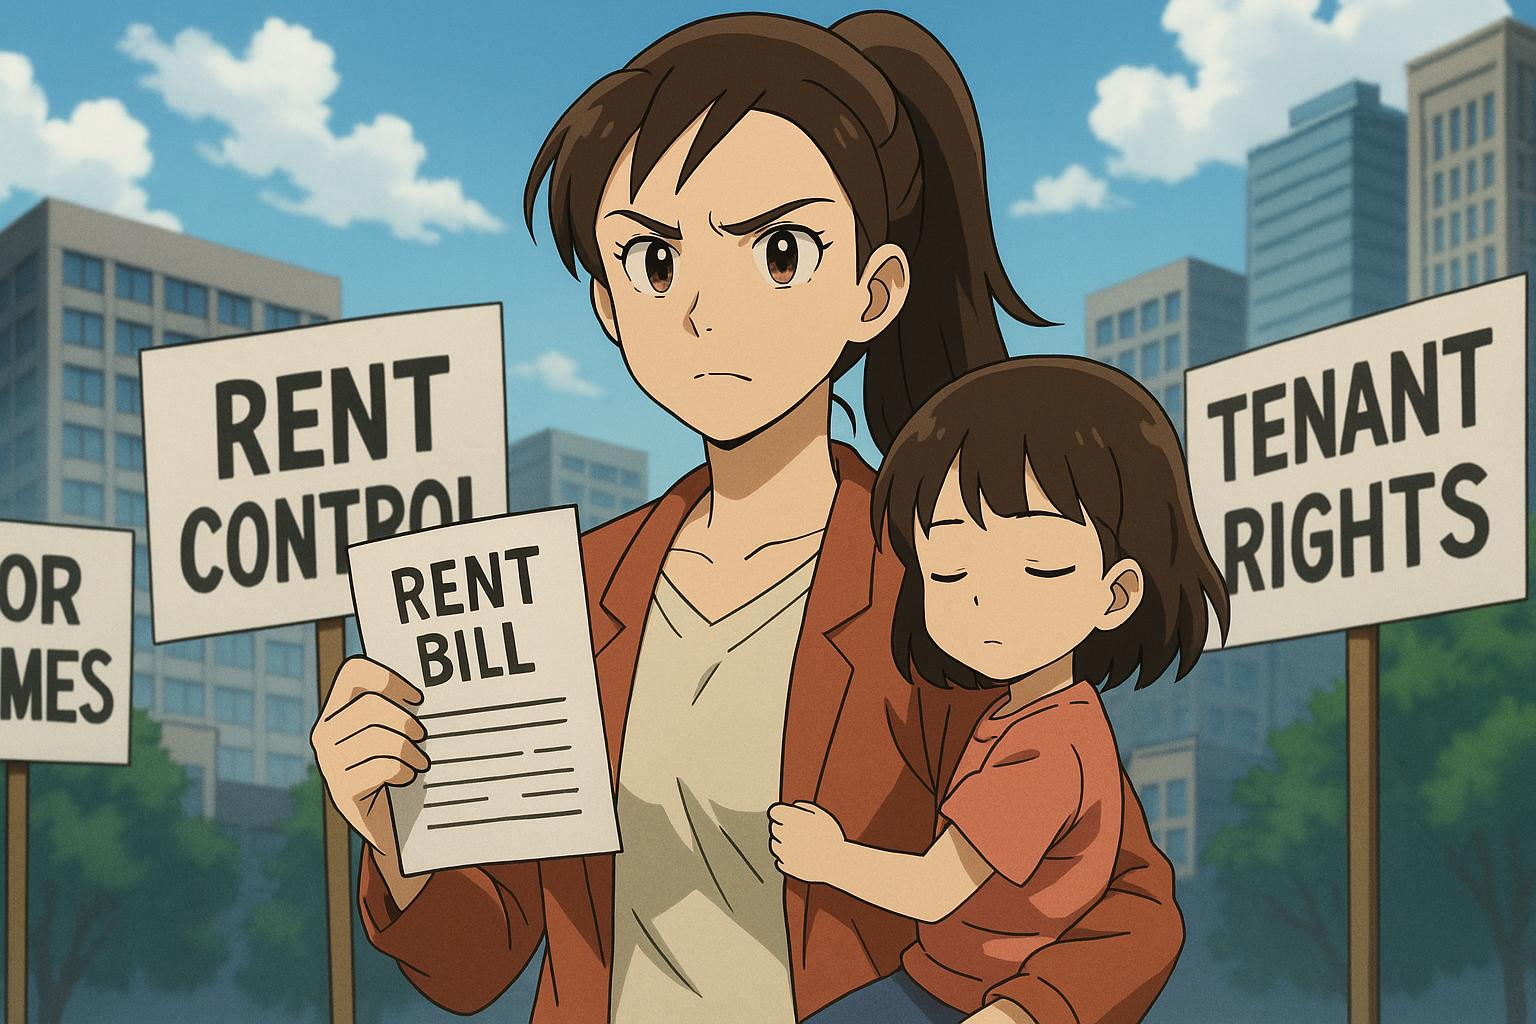 RENT
CONTROL
OR
MES
RENT
BILL
TENANT
RIGHTS